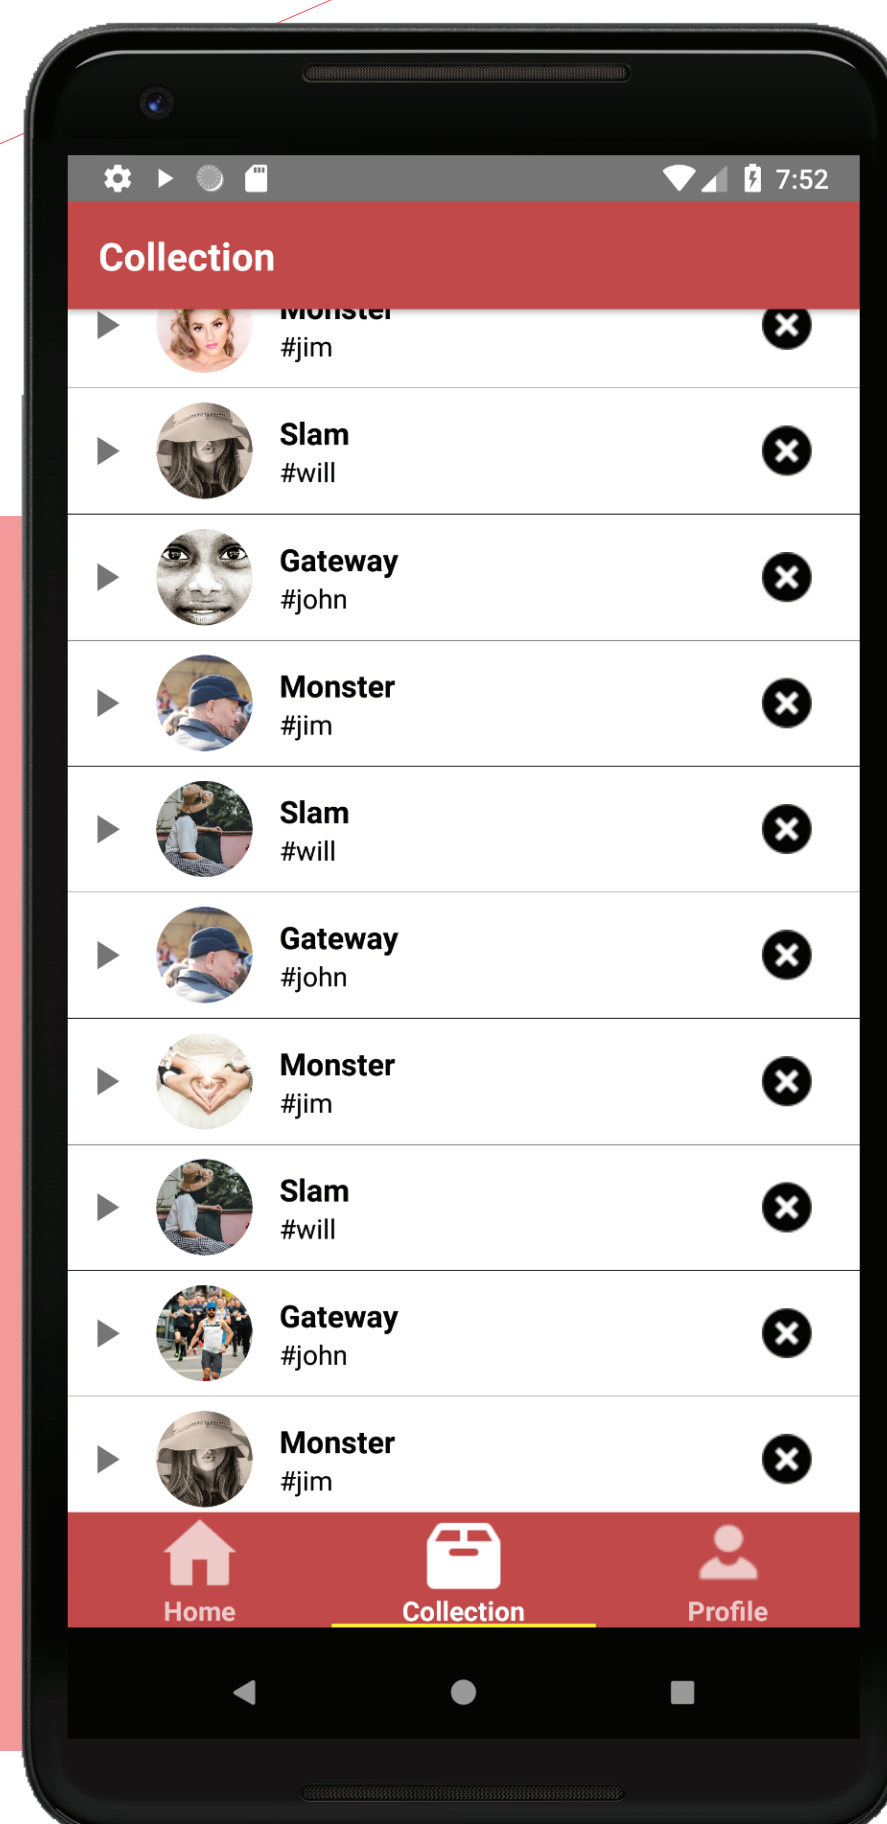 7:52
Collection
Monster
#jim
Slam
#will
Gateway
#john
Monster
#jim
Slam
#will
Gateway
#john
Monster
#jim
Slam
#will
Gateway
#john
Monster
#jim
Home
Collection
Profile